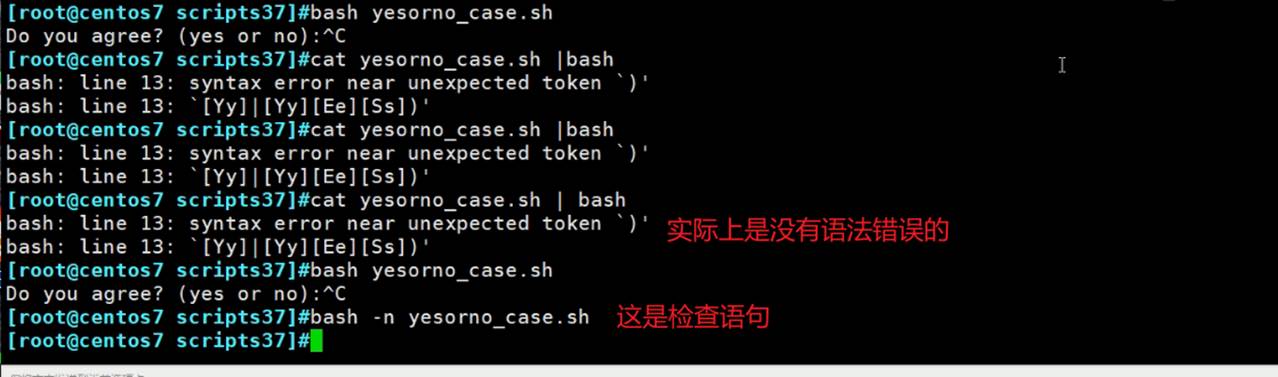 [root@centos7 scripts37]#bash yesorno_case.sh
Do you agree? (yes or no):^C
[root@centos7 scripts37]#cat yesorno_case.sh |bash
bash: line 13: syntax error near unexpected token `)'
bash: line 13: `[Yy]|[Yy][Ee][Ss])'
[root@centos7 scripts37]#cat yesorno_case.sh |bash
bash: line 13: syntax error near unexpected token `)'
bash: line 13: `[Yy]|[Yy][Ee][Ss])'
[root@centos7 scripts37]#cat yesorno_case.sh | bash
bash: line 13: syntax error near unexpected token `)' 实际上是没有语法错误的
bash: line 13: `[Yy]|[Yy][Ee][Ss])'
[root@centos7 scripts37]#bash yesorno_case.sh
Do you agree? (yes or no):^C
[root@centos7 scripts37]#bash -n yesorno_case.sh 这是检查语句
[root@centos7 scripts37]#